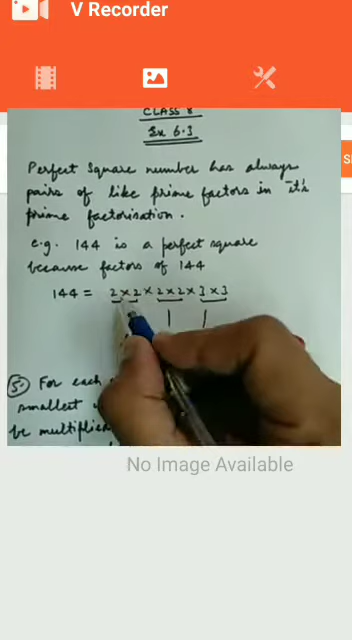 V Recorder
CLASS 8
Ex 6.3
Perfect Square number has always
pairs of like prime factors in it's
prime factorisation.
e.g. 144 is a perfect square
because factors of 144
144 = 2×2×2×2×3×3
5. For each
smallest
be multiplied
No Image Available